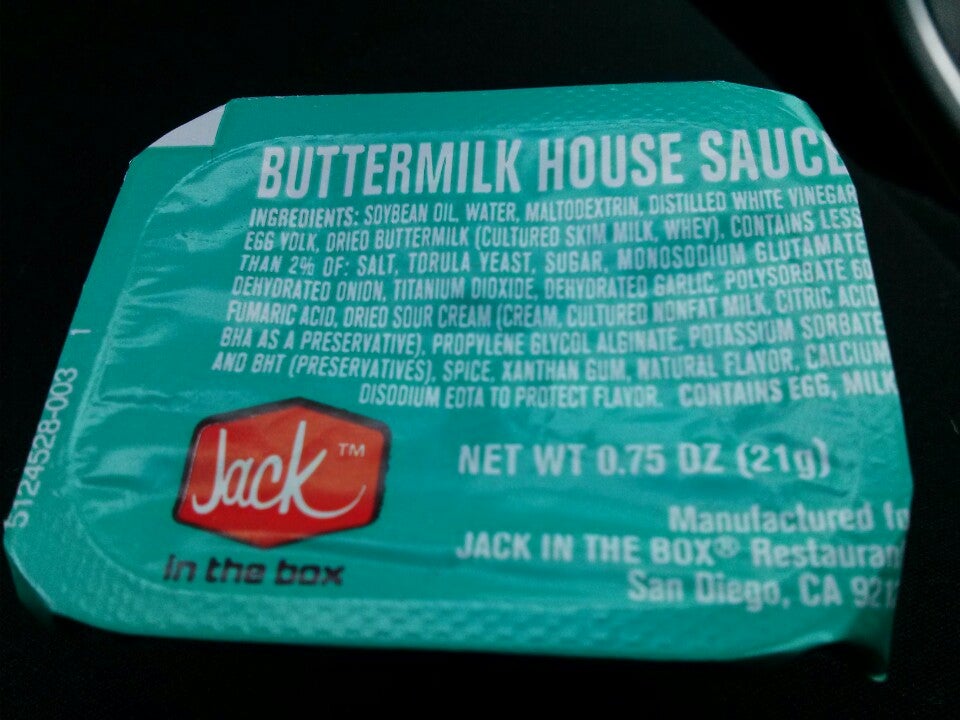 BUTTERMILK HOUSE SAUCE
INGREDIENTS: SOYBEAN OIL, WATER, MALTODEXTRIN, DISTILLED WHITE VINEGAR
EGG YOLK, DRIED BUTTERMILK (CULTURED SKIM MILK, WHEY). CONTAINS LESS
THAN 2% OF: SALT, TORULA YEAST, SUGAR, MONOSODIUM GLUTAMATE
DEHYDRATED ONION, TITANIUM DIOXIDE, DEHYDRATED GARLIC, POLYSORBATE 60
FUMARIC ACID, DRIED SOUR CREAM (CREAM, CULTURED NONFAT MILK, CITRIC ACID
BHA AS A PRESERVATIVE), PROPYLENE GLYCOL ALGINATE, POTASSIUM SORBATE
AND BHT (PRESERVATIVES), SPICE, XANTHAN GUM, NATURAL FLAVOR, CALCIUM
DISODIUM EDTA TO PROTECT FLAVOR. CONTAINS EGG, MILK
Jack™
in the box
NET WT 0.75 OZ (21g)
Manufactured
JACK IN THE BOX® Restauran
San Diego, CA 921
5124528-003 1